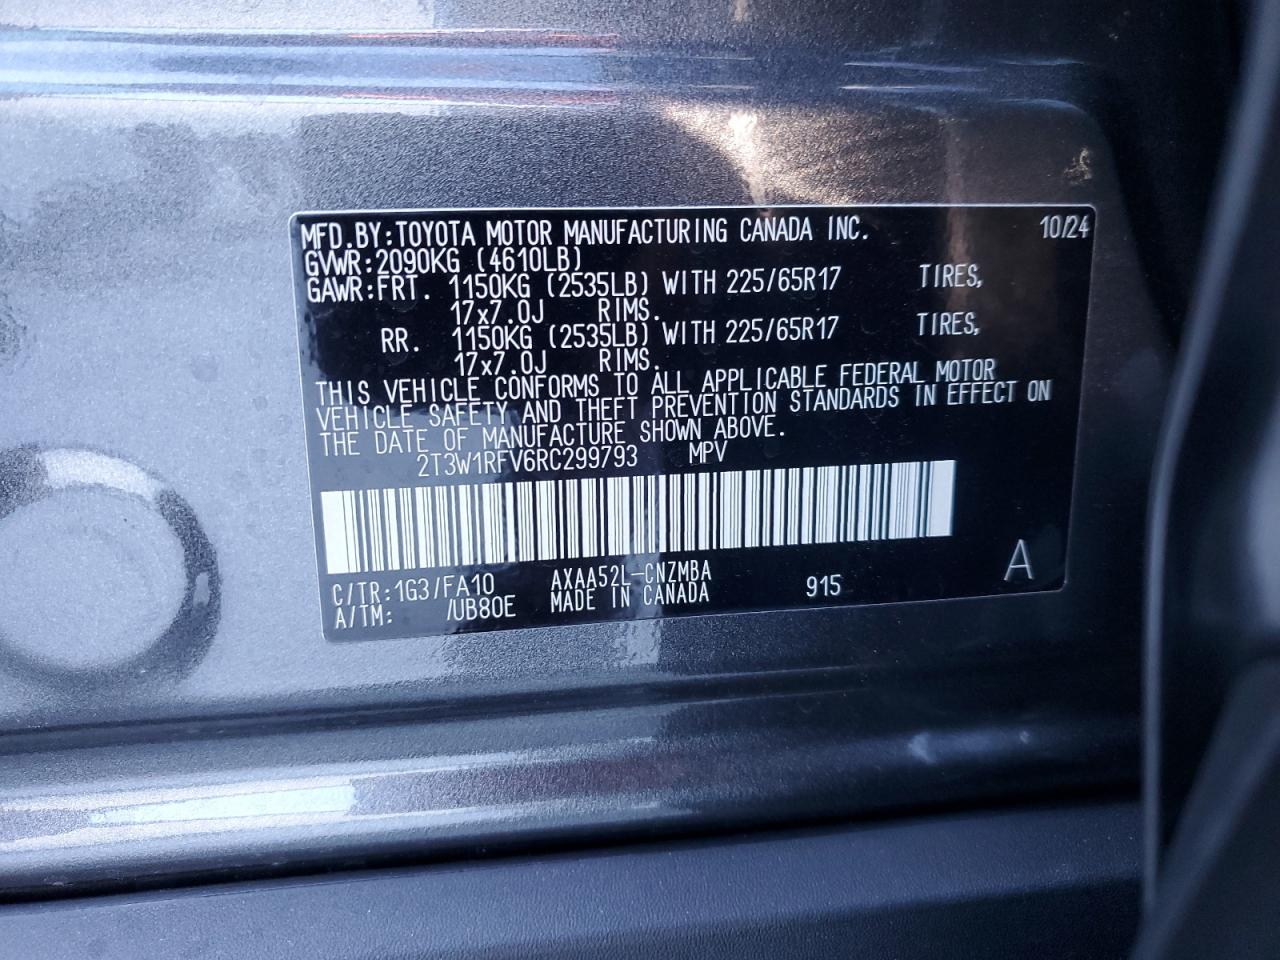 MFD.BY:TOYOTA MOTOR MANUFACTURING CANADA INC. 10/24
GVWR:2090KG (4610LB)
GAWR:FRT. 1150KG (2535LB) WITH 225/65R17 TIRES,
17x7.0J RIMS.
RR. 1150KG (2535LB) WITH 225/65R17 TIRES,
17x7.0J RIMS.
THIS VEHICLE CONFORMS TO ALL APPLICABLE FEDERAL MOTOR
VEHICLE SAFETY AND THEFT PREVENTION STANDARDS IN EFFECT ON
THE DATE OF MANUFACTURE SHOWN ABOVE.
2T3W1RFV6RC299793 MPV
C/TR:1G3/FA10 AXAA52L-CNZMBA 915 A
A/TM: /UB80E MADE IN CANADA